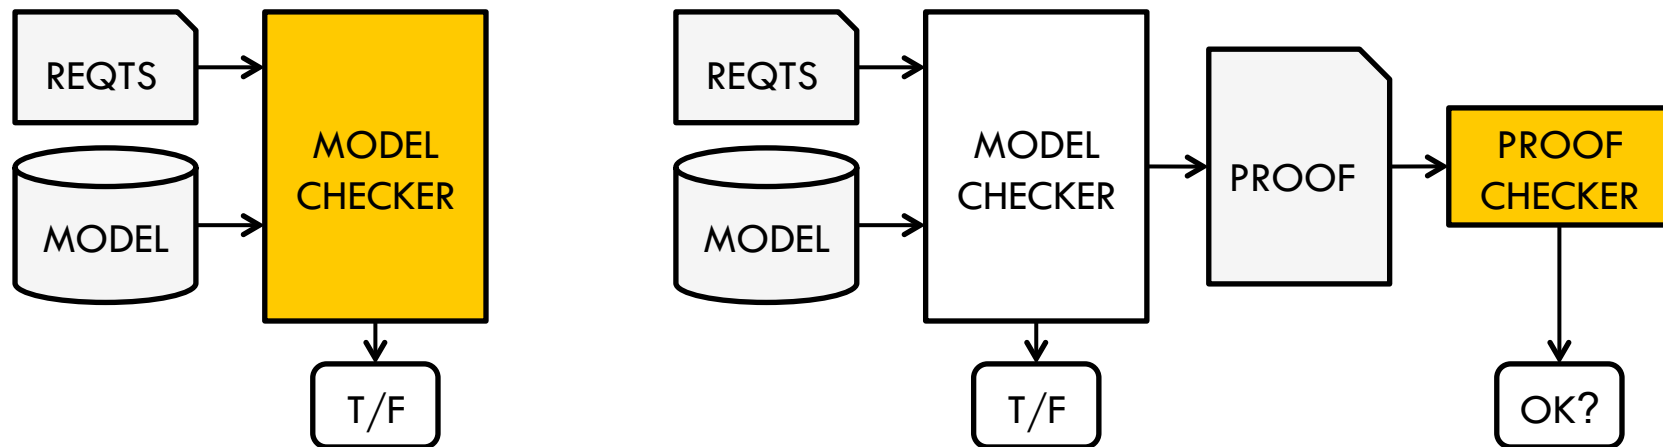 REQTS
MODEL
MODEL
CHECKER
T/F
REQTS
MODEL
MODEL
CHECKER
T/F
PROOF
PROOF
CHECKER
OK?